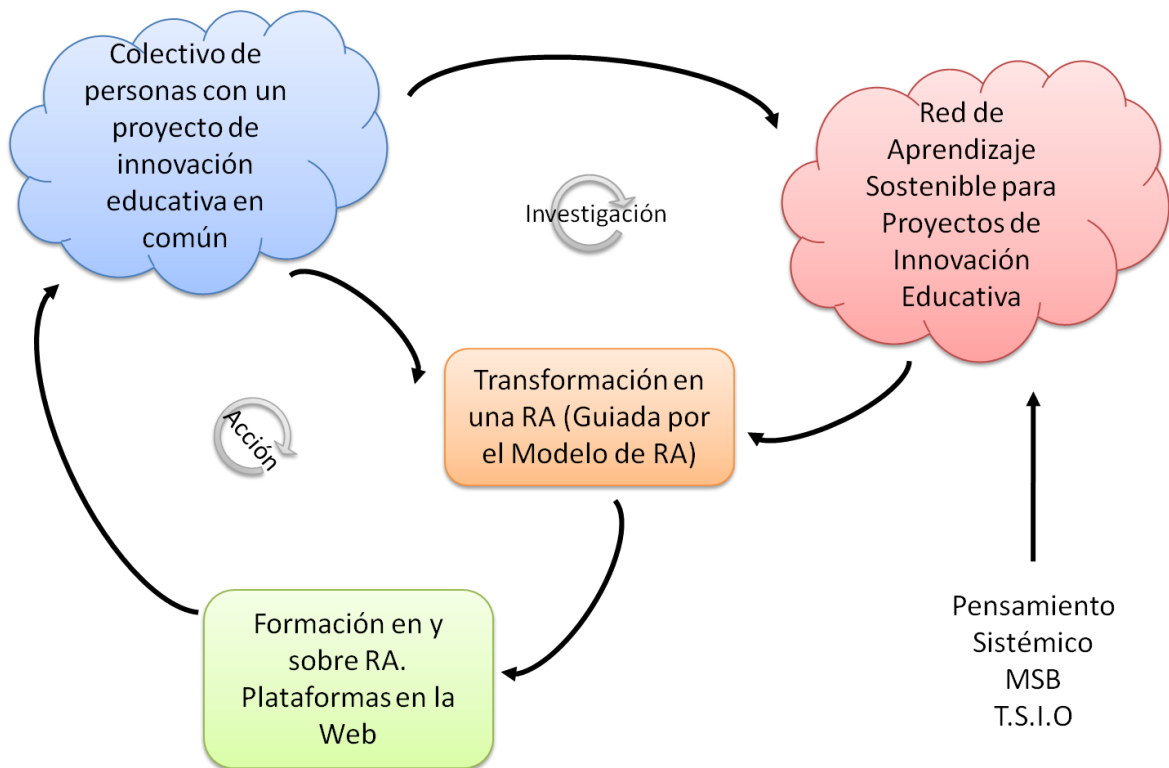 Colectivo de
personas con un
proyecto de
innovación
educativa en
común
Red de
Aprendizaje
Sostenible para
Proyectos de
Innovación
Educativa
Investigación
Transformación en
una RA (Guiada por
el Modelo de RA)
Acción
Formación en y
sobre RA.
Plataformas en la
Web
Pensamiento
Sistémico
MSB
T.S.I.O